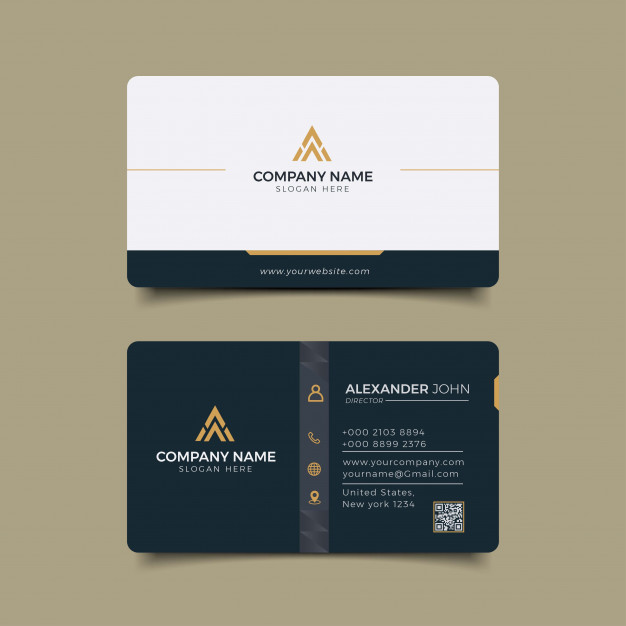 COMPANY NAME
SLOGAN HERE
www.yourwebsite.com
COMPANY NAME
SLOGAN HERE
ALEXANDER JOHN
DIRECTOR
+000 2103 8894
+000 8899 2376
www.yourcompany.com
yourname@Gmail.com
United States,
New york 1234